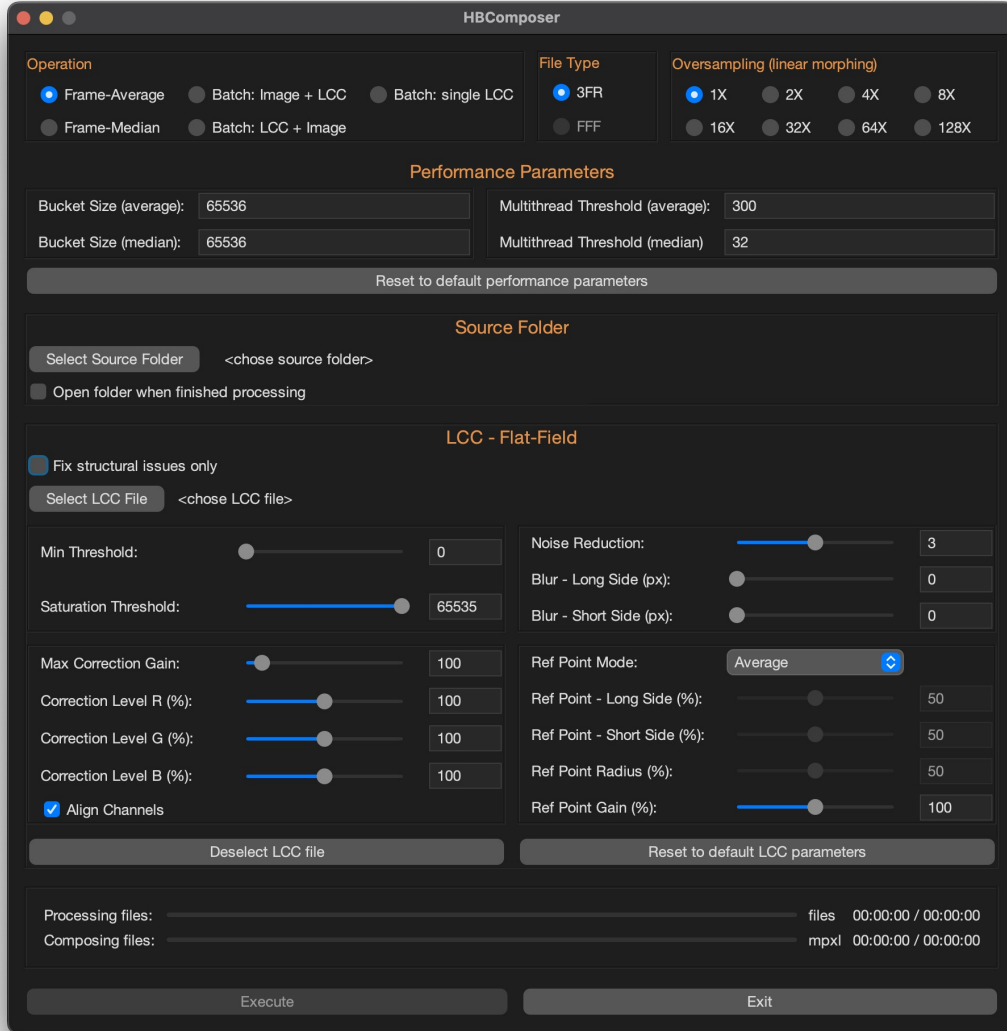 HBComposer
Operation
Frame-Average Batch: Image + LCC Batch: single LCC
Frame-Median Batch: LCC + Image
File Type
3FR
FFF
Oversampling (linear morphing)
1X 2X 4X 8X
16X 32X 64X 128X
Performance Parameters
Bucket Size (average): 65536
Bucket Size (median): 65536
Multithread Threshold (average): 300
Multithread Threshold (median) 32
Reset to default performance parameters
Source Folder
Select Source Folder <chose source folder>
Open folder when finished processing
LCC - Flat-Field
Fix structural issues only
Select LCC File <chose LCC file>
Min Threshold: 0
Saturation Threshold: 65535
Noise Reduction: 3
Blur - Long Side (px): 0
Blur - Short Side (px): 0
Max Correction Gain: 100
Correction Level R (%): 100
Correction Level G (%): 100
Correction Level B (%): 100
Align Channels
Ref Point Mode: Average
Ref Point - Long Side (%): 50
Ref Point - Short Side (%): 50
Ref Point Radius (%): 50
Ref Point Gain (%): 100
Deselect LCC file
Reset to default LCC parameters
Processing files: files 00:00:00 / 00:00:00
Composing files: mpxl 00:00:00 / 00:00:00
Execute
Exit